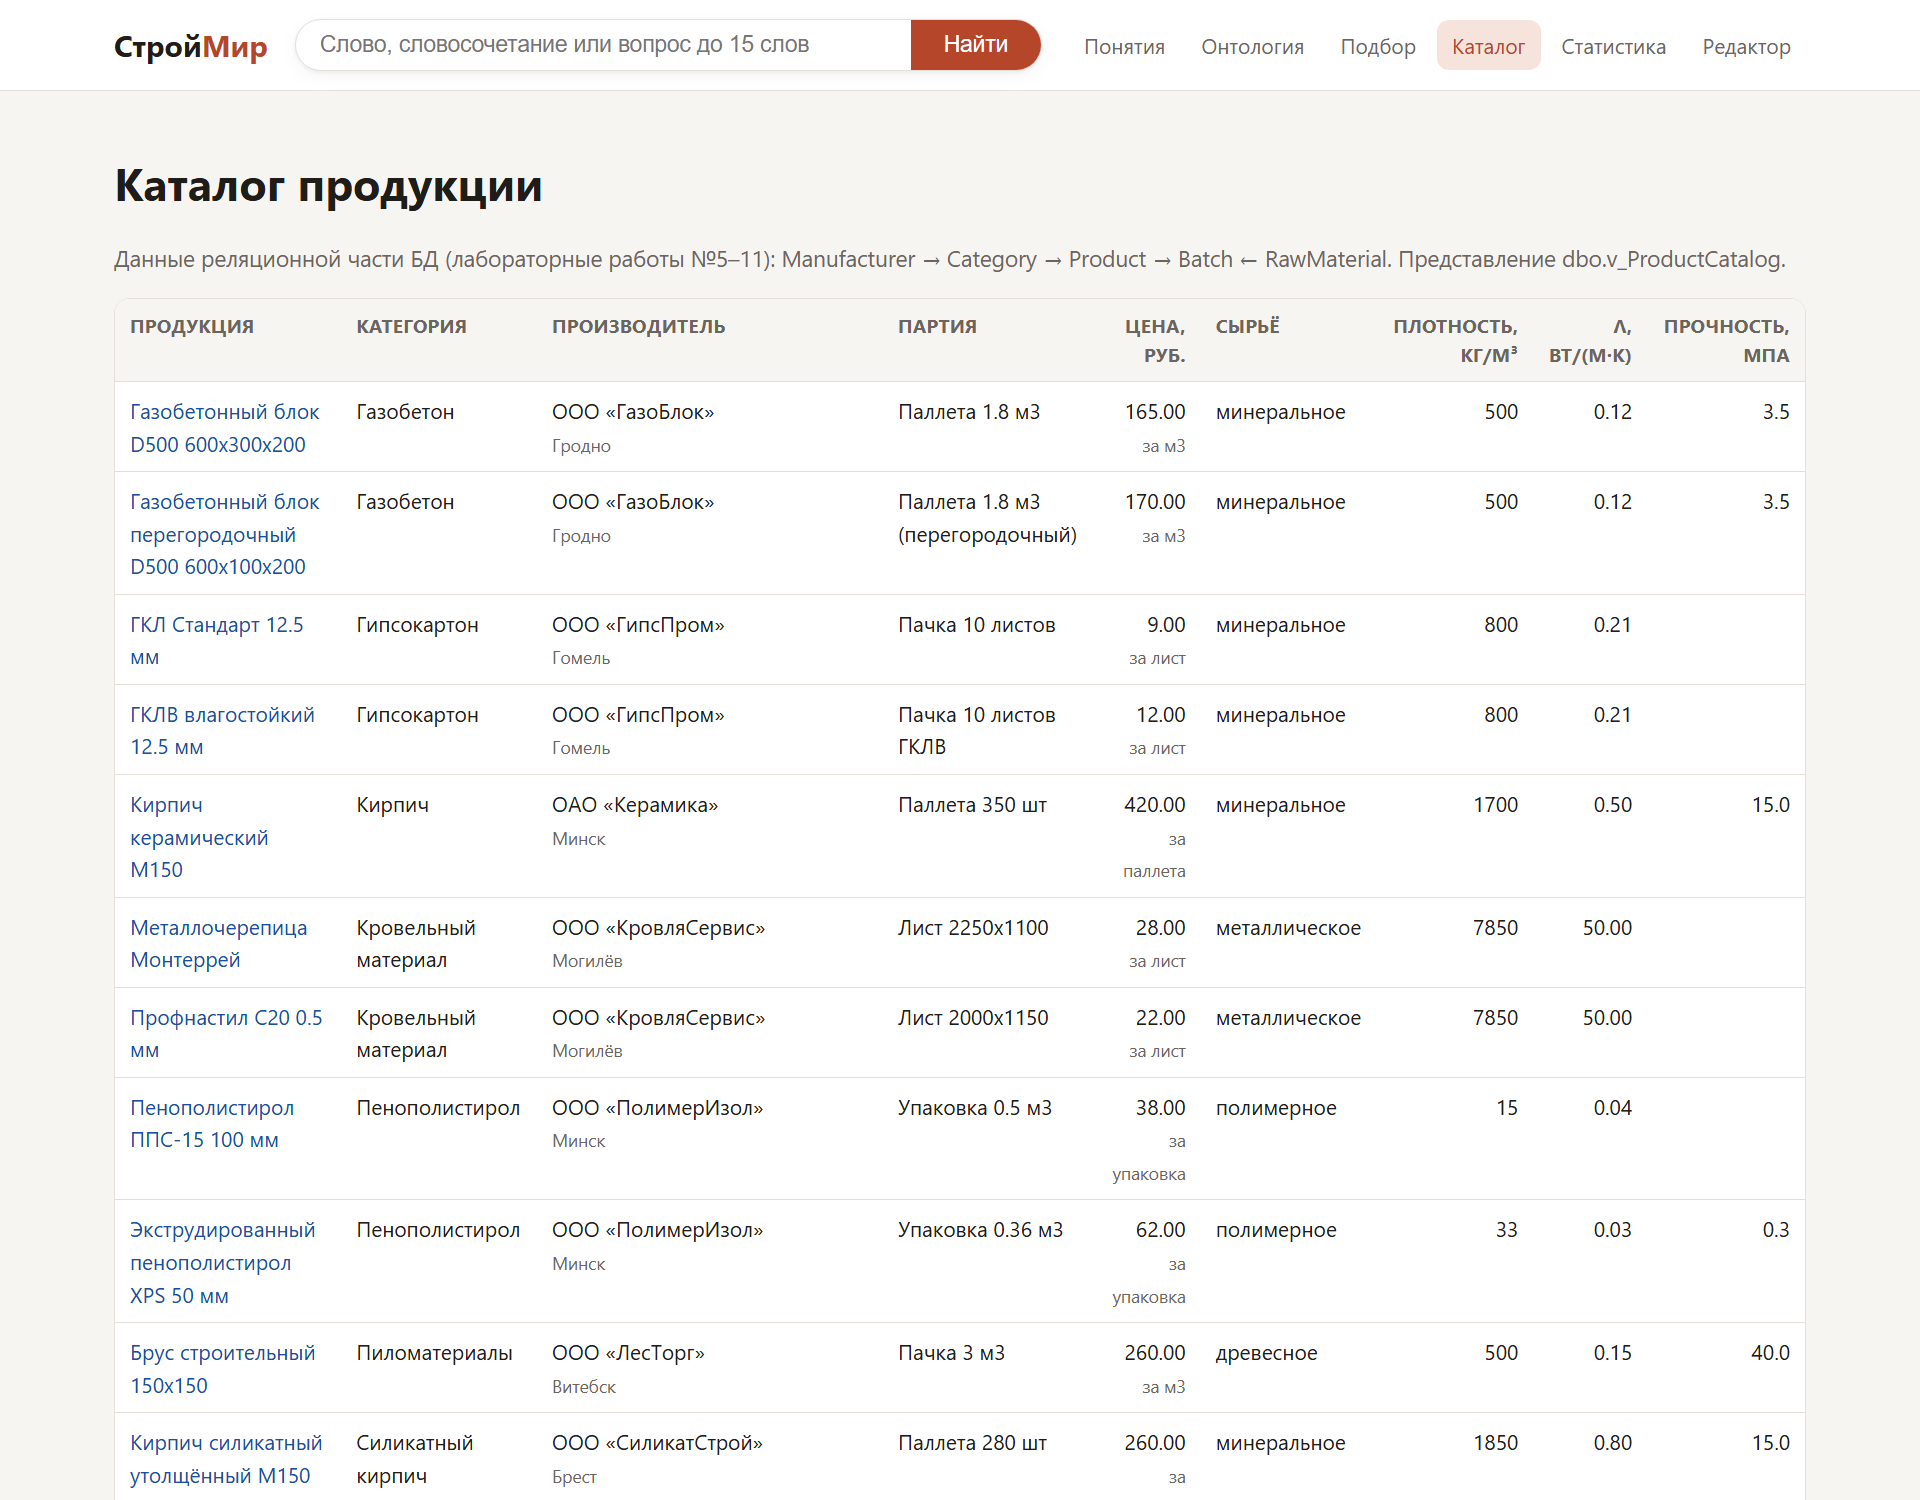 СтройМир
Слово, словосочетание или вопрос до 15 слов
Найти
Понятия
Онтология
Подбор
Каталог
Статистика
Редактор
Каталог продукции
Данные реляционной части БД (лабораторные работы №5–11): Manufacturer → Category → Product → Batch ← RawMaterial. Представление dbo.v_ProductCatalog.
ПРОДУКЦИЯ КАТЕГОРИЯ ПРОИЗВОДИТЕЛЬ ПАРТИЯ ЦЕНА, СЫРЬЁ ПЛОТНОСТЬ, Λ, ПРОЧНОСТЬ,
РУБ. КГ/М³ ВТ/(М·К) МПА
Газобетонный блок Газобетон ООО «ГазоБлок» Паллета 1.8 м3 165.00 минеральное 500 0.12 3.5
D500 600x300x200 Гродно за м3
Газобетонный блок Газобетон ООО «ГазоБлок» Паллета 1.8 м3 170.00 минеральное 500 0.12 3.5
перегородочный Гродно (перегородочный) за м3
D500 600x100x200
ГКЛ Стандарт 12.5 Гипсокартон ООО «ГипсПром» Пачка 10 листов 9.00 минеральное 800 0.21
мм Гомель за лист
ГКЛВ влагостойкий Гипсокартон ООО «ГипсПром» Пачка 10 листов 12.00 минеральное 800 0.21
12.5 мм Гомель ГКЛВ за лист
Кирпич Кирпич ОАО «Керамика» Паллета 350 шт 420.00 минеральное 1700 0.50 15.0
керамический Минск за
М150 паллета
Металлочерепица Кровельный ООО «КровляСервис» Лист 2250x1100 28.00 металлическое 7850 50.00
Монтеррей материал Могилёв за лист
Профнастил С20 0.5 Кровельный ООО «КровляСервис» Лист 2000x1150 22.00 металлическое 7850 50.00
мм материал Могилёв за лист
Пенополистирол Пенополистирол ООО «ПолимерИзол» Упаковка 0.5 м3 38.00 полимерное 15 0.04
ППС-15 100 мм Минск за
упаковка
Экструдированный Пенополистирол ООО «ПолимерИзол» Упаковка 0.36 м3 62.00 полимерное 33 0.03 0.3
пенополистирол Минск за
XPS 50 мм упаковка
Брус строительный Пиломатериалы ООО «ЛесТорг» Пачка 3 м3 260.00 древесное 500 0.15 40.0
150x150 Витебск за м3
Кирпич силикатный Силикатный ООО «СиликатСтрой» Паллета 280 шт 260.00 минеральное 1850 0.80 15.0
утолщённый М150 кирпич Брест за